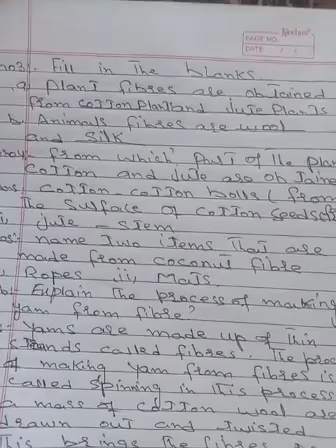 Neelam
PAGE NO.
DATE
no3:- Fill in The blanks
a) Plant fibres are obTained
from coTTon plant and juTe plants
b. Animals fibres are wool
and Silk
from which part of The plan
coTTon and juTe are obTaine
ans coTTon - coTTon bolls (from
The surface of coTTon seeds
juTe - sTem
name Two iTems ThaT are
made from coconuT fibre
Ropes ii, MaTs.
Explain The process of making
Yarn from fibre?
Yarns are made up of Thin
sTrands called fibres. The proc
of making yarn from fibres is
called spinning in This process
a mass of coTTon wool are
drawn ouT and TwisTed
This brings The fibres